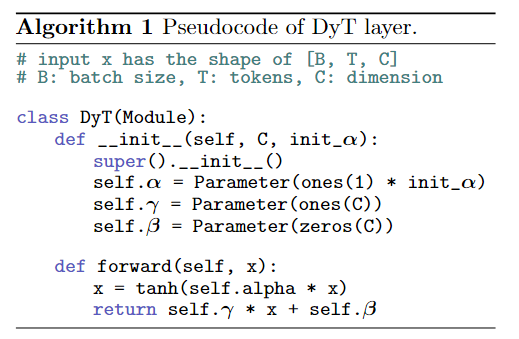 Algorithm 1 Pseudocode of DyT layer.
# input x has the shape of [B, T, C]
# B: batch size, T: tokens, C: dimension
class DyT(Module):
def __init__(self, C, init_α):
super().__init__()
self.α = Parameter(ones(1) * init_α)
self.γ = Parameter(ones(C))
self.β = Parameter(zeros(C))
def forward(self, x):
x = tanh(self.alpha * x)
return self.γ * x + self.β